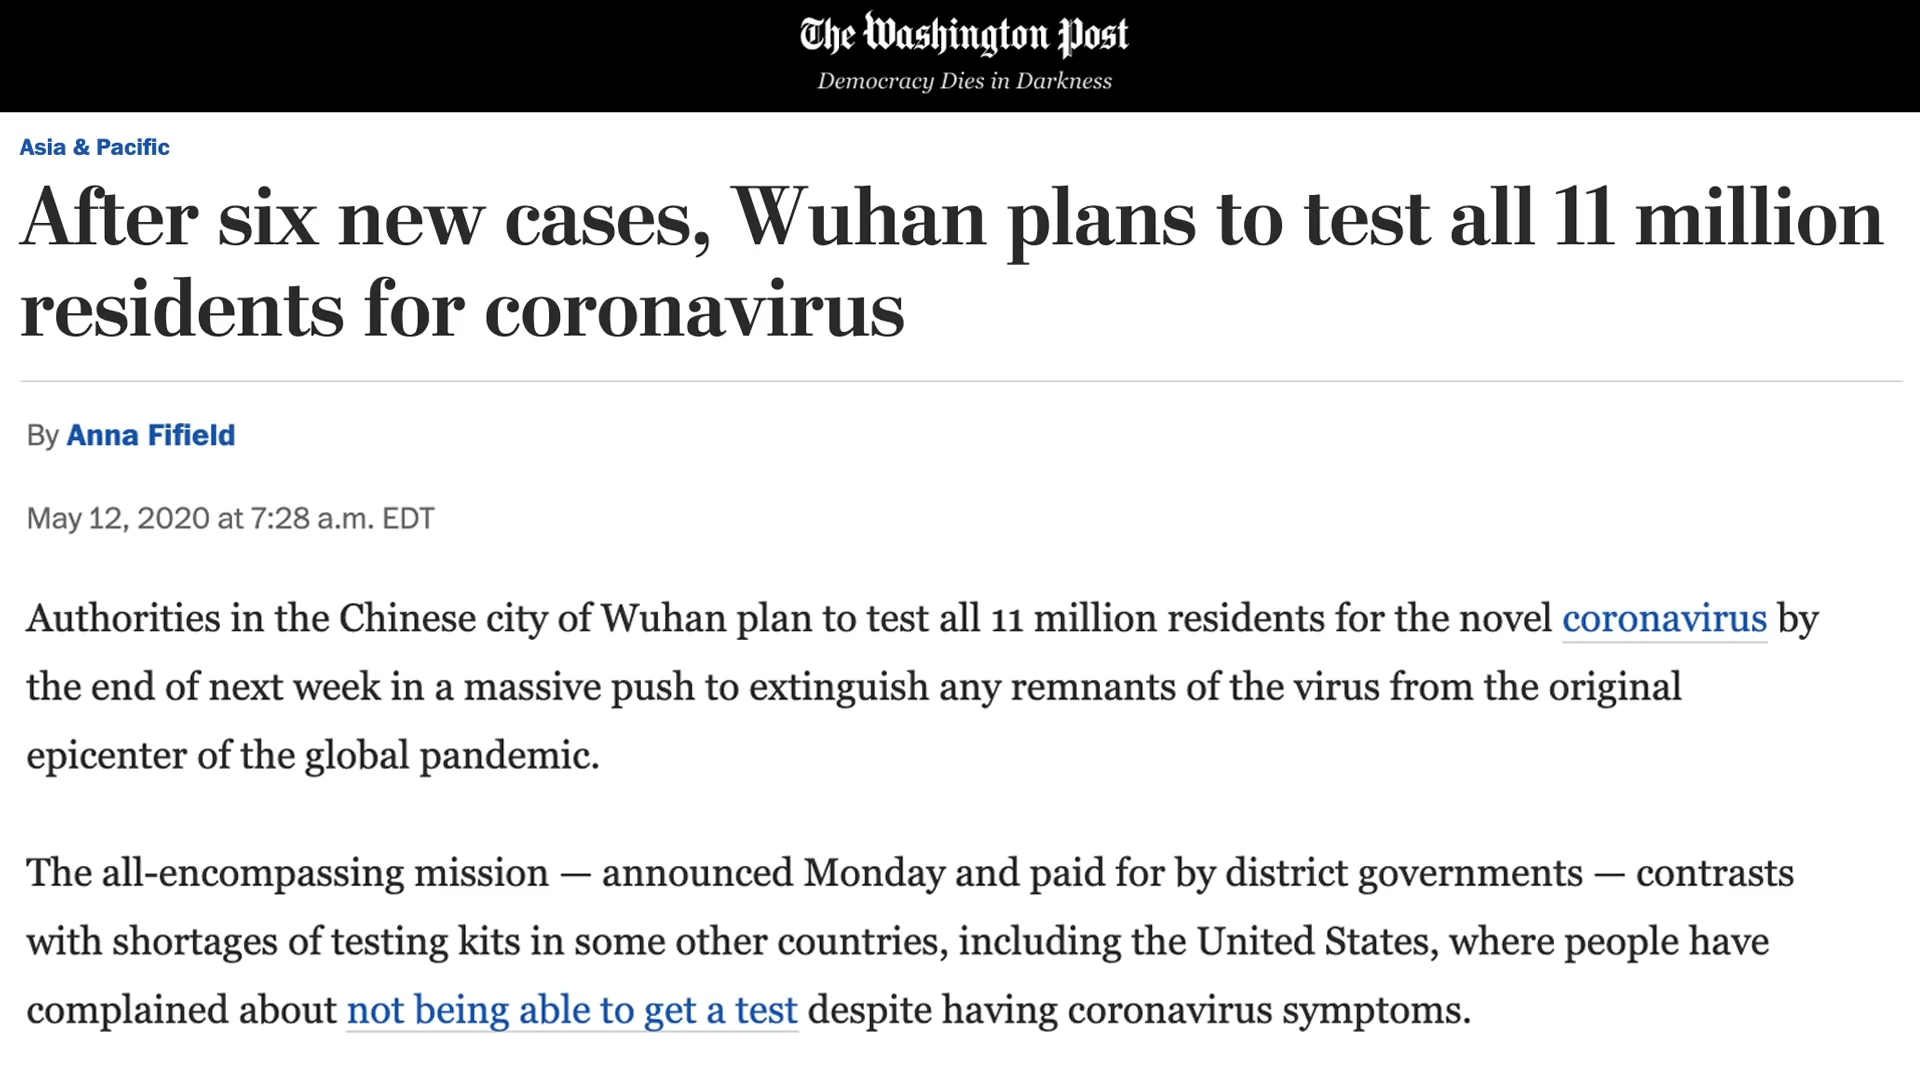 The Washington Post
Democracy Dies in Darkness
Asia & Pacific
After six new cases, Wuhan plans to test all 11 million
residents for coronavirus
By Anna Fifield
May 12, 2020 at 7:28 a.m. EDT
Authorities in the Chinese city of Wuhan plan to test all 11 million residents for the novel coronavirus by
the end of next week in a massive push to extinguish any remnants of the virus from the original
epicenter of the global pandemic.
The all-encompassing mission — announced Monday and paid for by district governments — contrasts
with shortages of testing kits in some other countries, including the United States, where people have
complained about not being able to get a test despite having coronavirus symptoms.